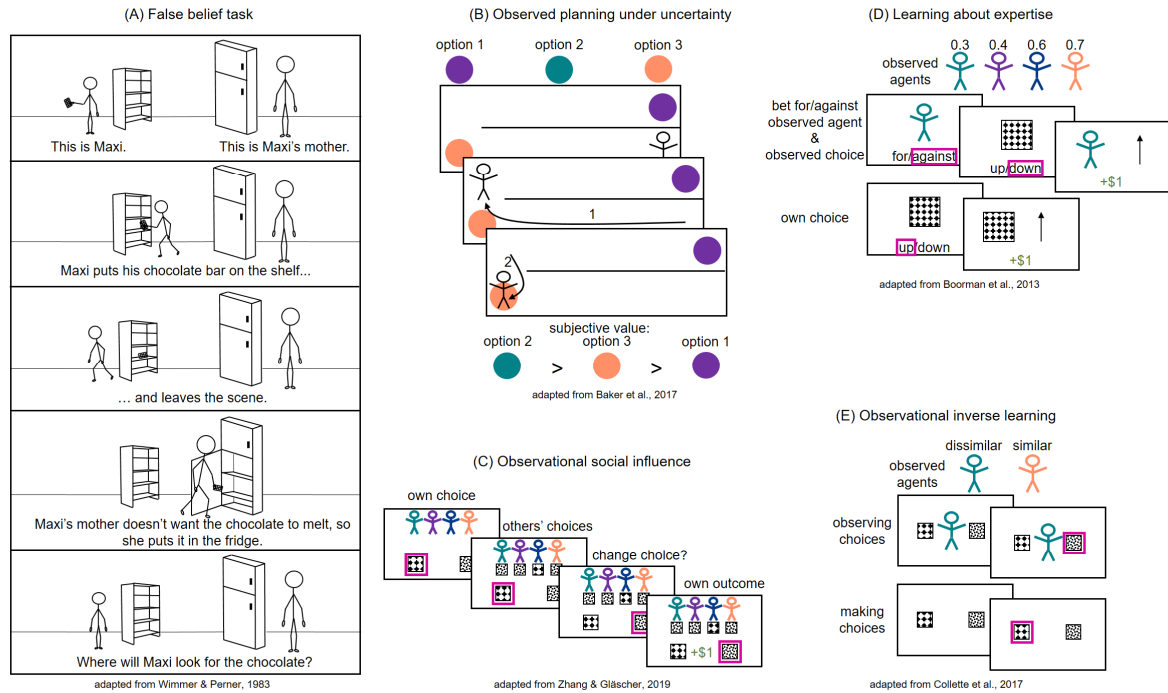 (A) False belief task
This is Maxi.
This is Maxi's mother.
Maxi puts his chocolate bar on the shelf...
… and leaves the scene.
Maxi's mother doesn't want the chocolate to melt, so
she puts it in the fridge.
Where will Maxi look for the chocolate?
adapted from Wimmer & Perner, 1983
(B) Observed planning under uncertainty
option 1
option 2
option 3
1
2
subjective value:
option 2
option 3
option 1
>
>
adapted from Baker et al., 2017
(C) Observational social influence
own choice
others' choices
change choice?
own outcome
+$1
adapted from Zhang & Gläscher, 2019
(D) Learning about expertise
0.3
0.4
0.6
0.7
observed
agents
bet for/against
observed agent
&
observed choice
for/against
up/down
+$1
own choice
up/down
+$1
adapted from Boorman et al., 2013
(E) Observational inverse learning
dissimilar
similar
observed
agents
observing
choices
making
choices
adapted from Collette et al., 2017